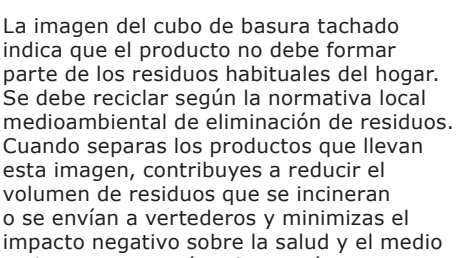 La imagen del cubo de basura tachado
indica que el producto no debe formar
parte de los residuos habituales del hogar.
Se debe reciclar según la normativa local
medioambiental de eliminación de residuos.
Cuando separas los productos que llevan
esta imagen, contribuyes a reducir el
volumen de residuos que se incineran
o se envían a vertederos y minimizas el
impacto negativo sobre la salud y el medio